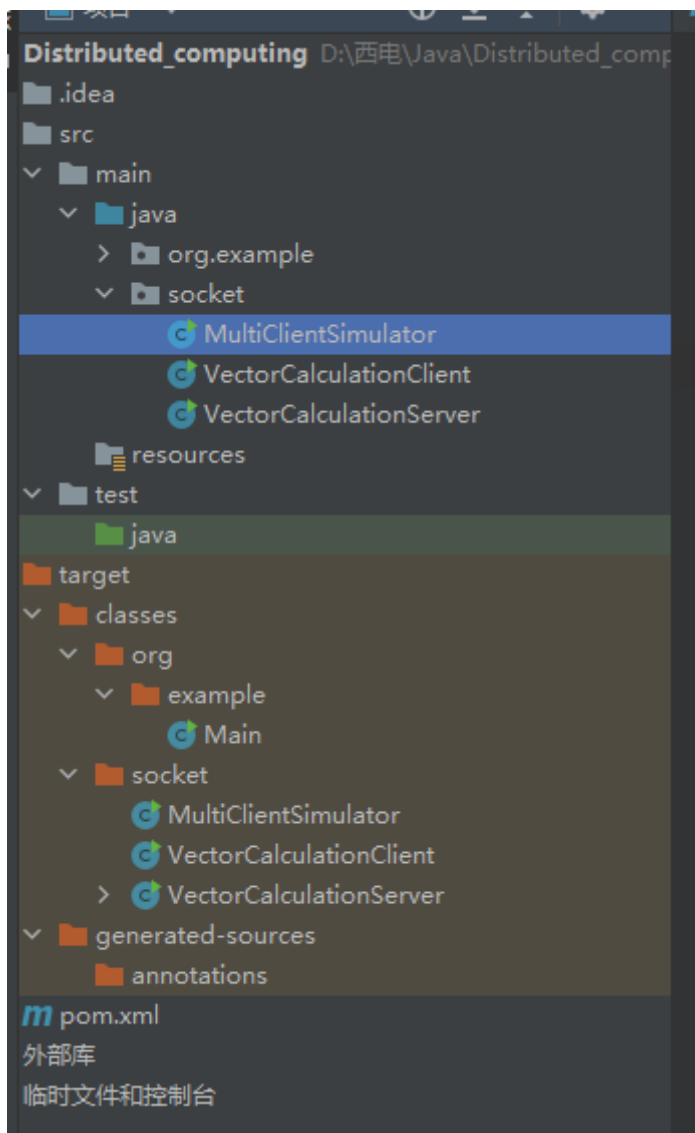 Distributed_computing D:\西电\Java\Distributed_comp
.idea
src
main
java
org.example
socket
MultiClientSimulator
VectorCalculationClient
VectorCalculationServer
resources
test
java
target
classes
org
example
Main
socket
MultiClientSimulator
VectorCalculationClient
VectorCalculationServer
generated-sources
annotations
pom.xml
外部库
临时文件和控制台